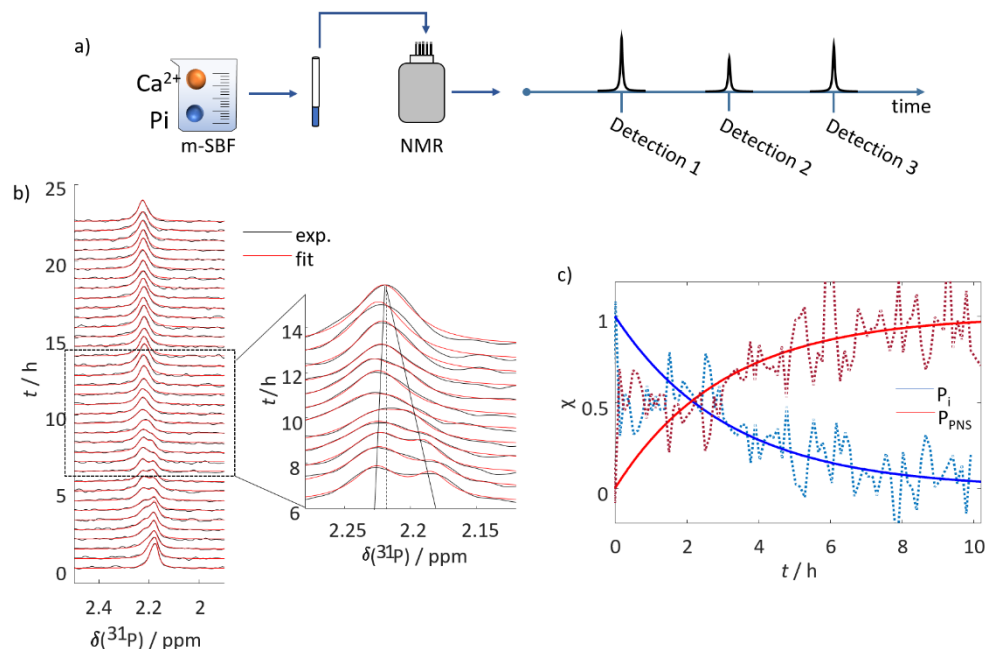 a)
Ca²⁺
Pi
m-SBF
NMR
time
Detection 1
Detection 2
Detection 3
b)
25
20
15
10
5
0
t / h
2.4 2.2 2
δ(³¹P) / ppm
exp.
fit
14
12
10
8
6
t/h
2.25 2.2 2.15
δ(³¹P) / ppm
c)
1
0.5
0
χ
Pᵢ
P_PNS
0 2 4 6 8 10
t / h